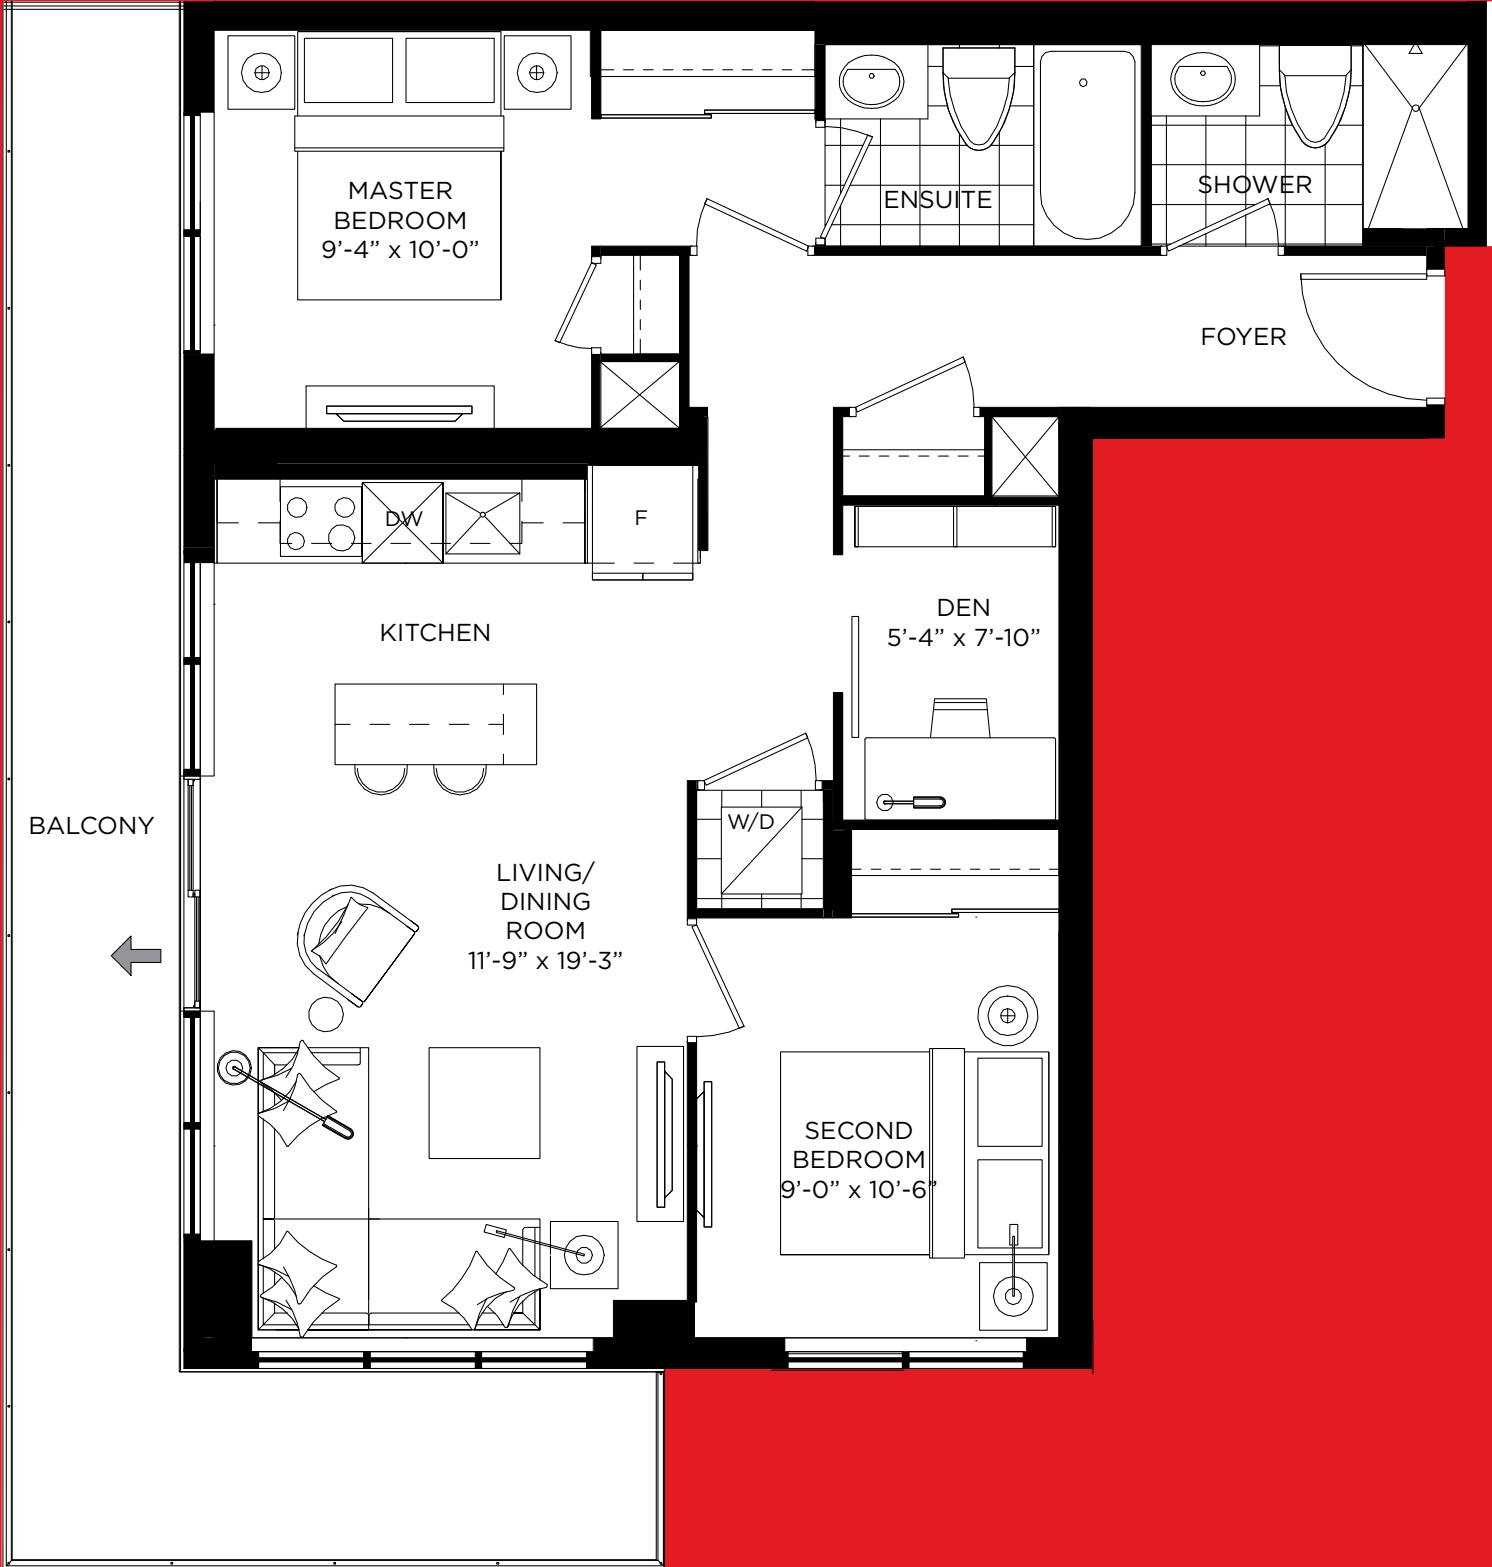 MASTER
BEDROOM
9'-4” x 10'-0”
ENSUITE
SHOWER
FOYER
DW
F
KITCHEN
DEN
5'-4” x 7'-10”
BALCONY
W/D
LIVING/
DINING
ROOM
11'-9” x 19'-3”
SECOND
BEDROOM
9'-0” x 10'-6”